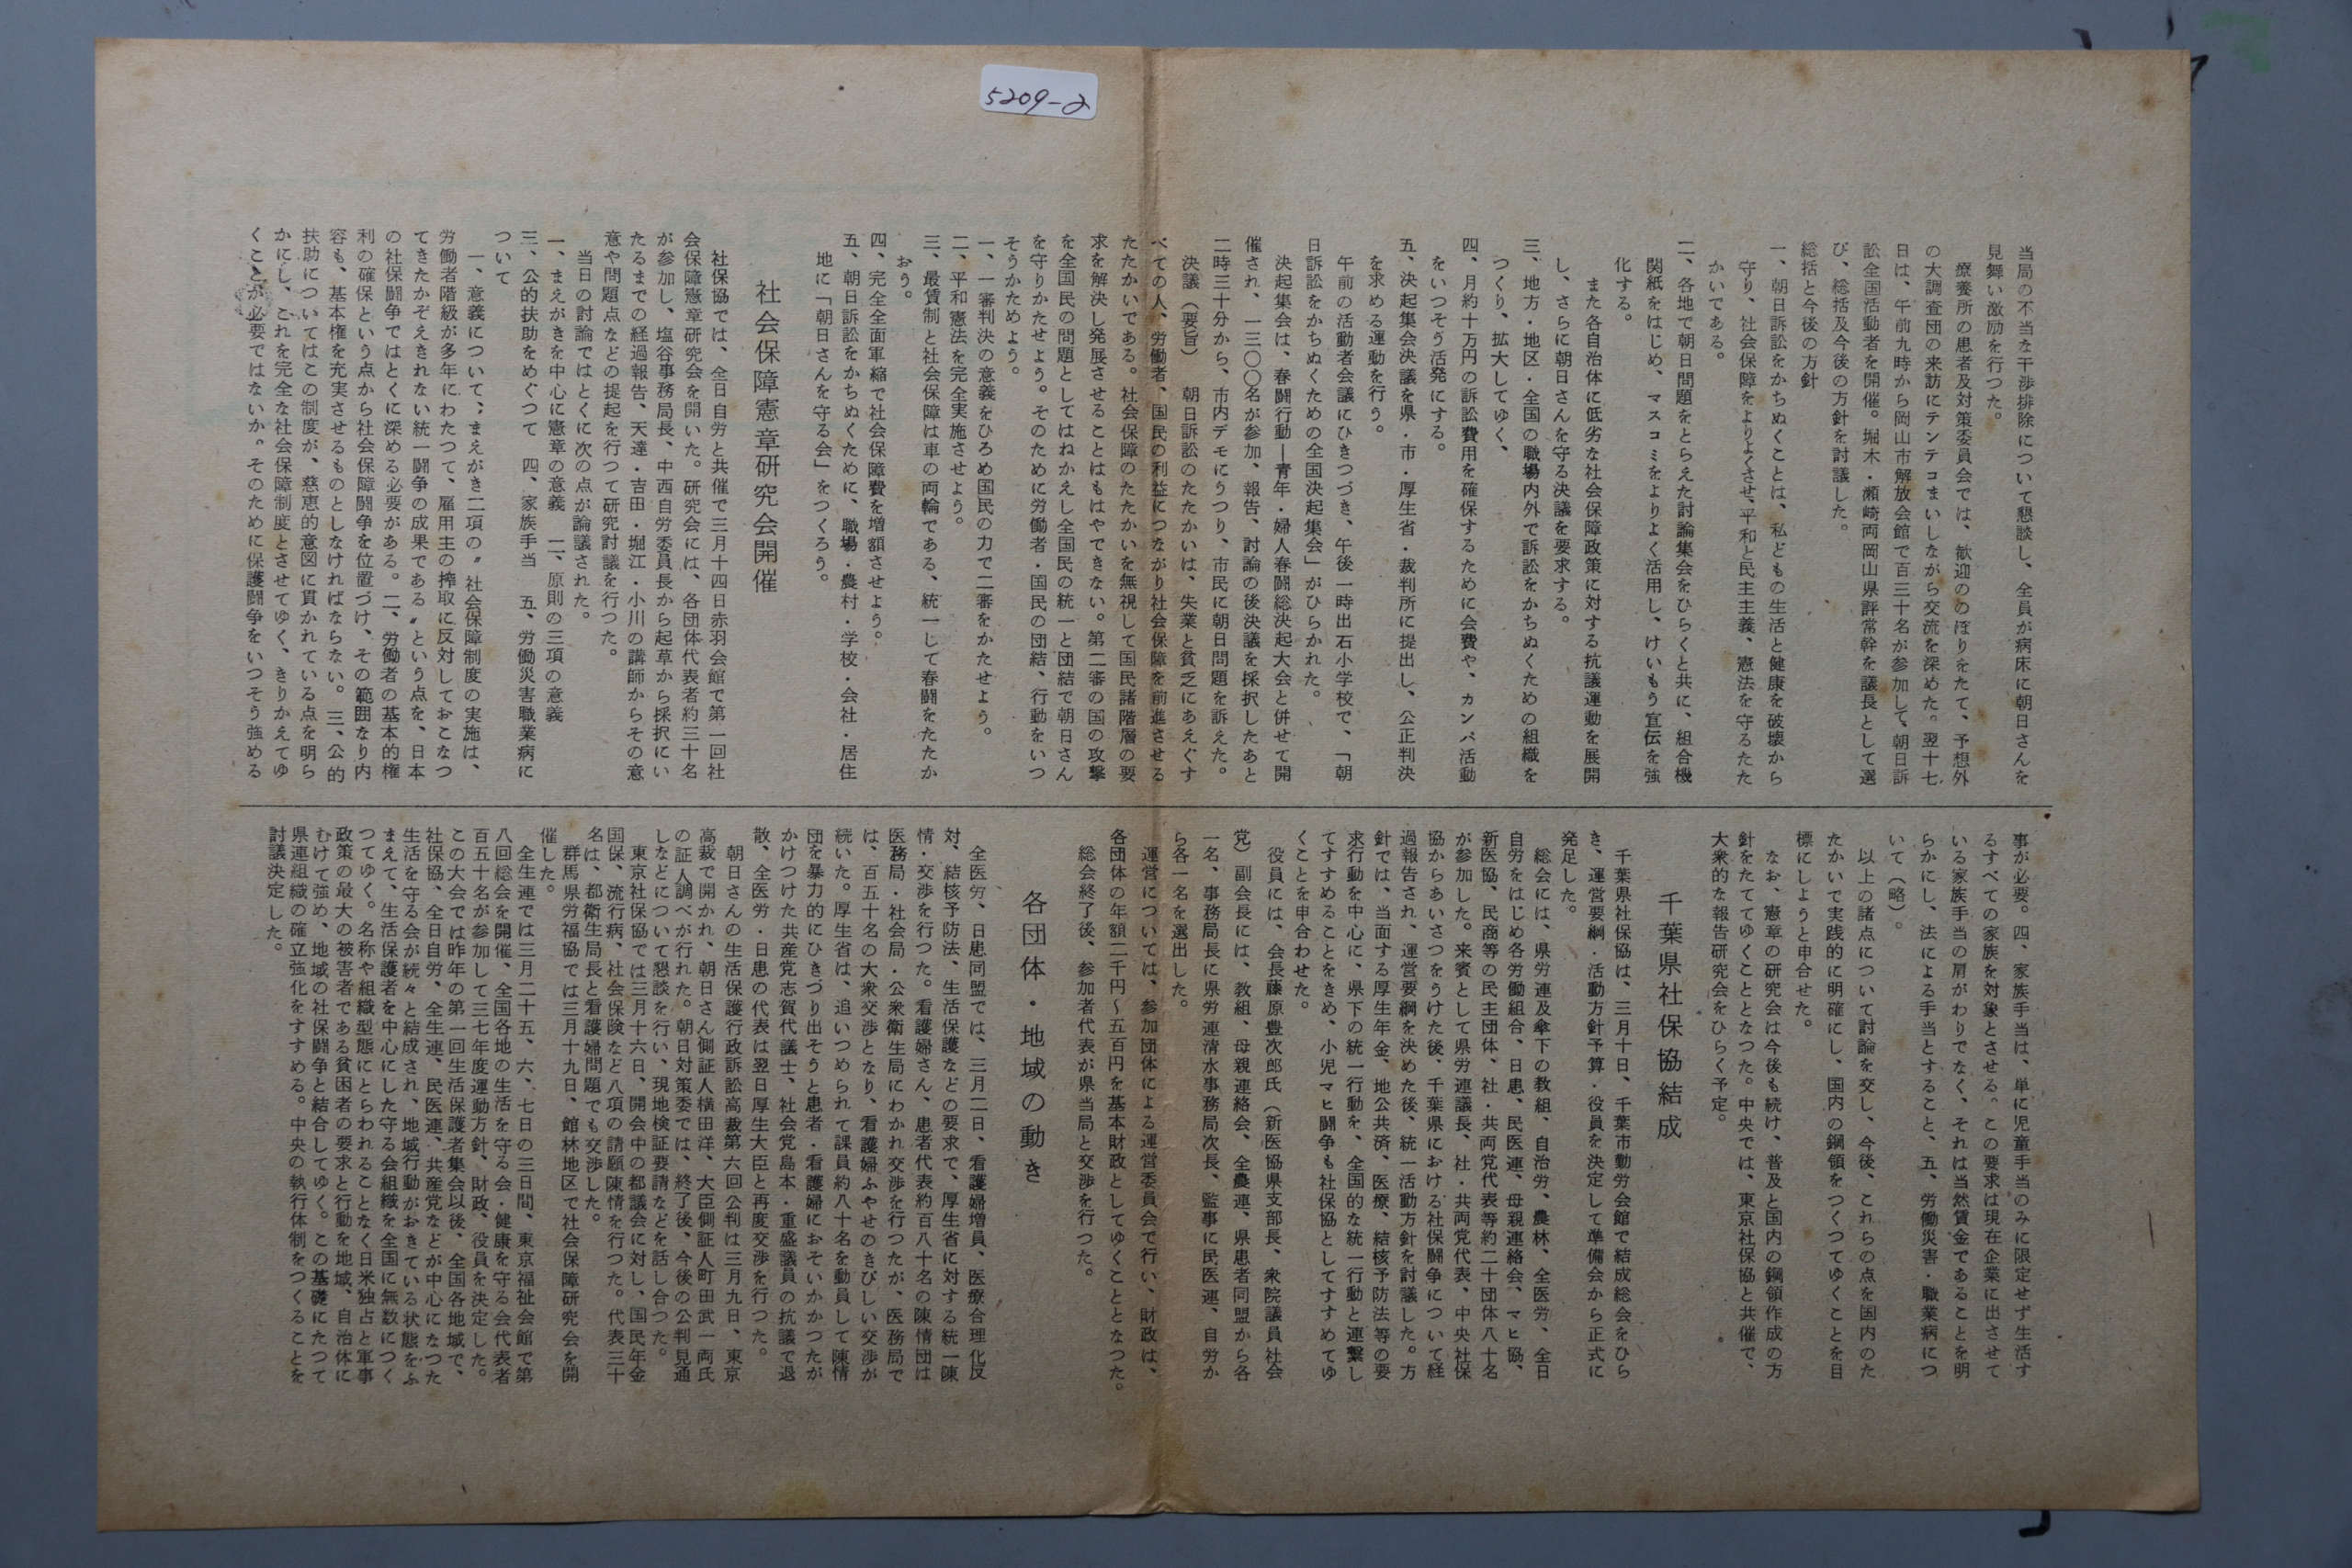 5209-2
当局の不当な干渉排除について懇談し、全員が病床に朝日さんを
見舞い激励を行つた。
療養所の患者及対策委員会では、歓迎ののぼりをたて、予想外
の大調査団の来訪にテンテコまいしながら交流を深めた。翌十七
日は、午前九時から岡山市解放会館で百三十名が参加して、朝日訴
訟全国活動者を開催。堀木・瀬崎両岡山県評常幹を議長として選
び、総括及今後の方針を討議した。
総括と今後の方針
一、朝日訴訟をかちぬくことは、私どもの生活と健康を破壊から
守り、社会保障をよりよくさせ、平和と民主主義、憲法を守るたた
かいである。
二、各地で朝日問題をとらえた討論集会をひらくと共に、組合機
関紙をはじめ、マスコミをよりよく活用し、けいもう宣伝を強
化する。
また各自治体に低劣な社会保障政策に対する抗議運動を展開
し、さらに朝日さんを守る決議を要求する。
三、地方・地区・全国の職場内外で訴訟をかちぬくための組織を
つくり、拡大してゆく、
四、月約十万円の訴訟費用を確保するために会費や、カンパ活動
をいつそう活発にする。
五、決起集会決議を県・市・厚生省・裁判所に提出し、公正判決
を求める運動を行う。
午前の活動者会議にひきつづき、午後一時出石小学校で、「朝
日訴訟をかちぬくための全国決起集会」がひらかれた。
決起集会は、春闘行動―青年・婦人春闘総決起大会と併せて開
催され、一三〇〇名が参加、報告、討論の後決議を採択したあと
二時三十分から、市内デモにうつり、市民に朝日問題を訴えた。
決議（要旨）　朝日訴訟のたたかいは、失業と貧乏にあえぐす
べての人、労働者、国民の利益につながり社会保障を前進させる
たたかいである。社会保障のたたかいを無視して国民諸階層の要
求を解決し発展させることはもはやできない。第二審の国の攻撃
を全国民の問題としてはねかえし全国民の統一と団結で朝日さん
を守りかたせよう。そのために労働者・国民の団結、行動をいつ
そうかためよう。
一、一審判決の意義をひろめ国民の力で二審をかたせよう。
二、平和憲法を完全実施させよう。
三、最賃制と社会保障は車の両輪である、統一して春闘をたたか
おう。
四、完全全面軍縮で社会保障費を増額させよう。
五、朝日訴訟をかちぬくために、職場・農村・学校・会社・居住
地に「朝日さんを守る会」をつくろう。
社会保障憲章研究会開催
社保協では、全日自労と共催で三月十四日赤羽会館で第一回社
会保障憲章研究会を開いた。研究会には、各団体代表者約三十名
が参加し、塩谷事務局長、中西自労委員長から起草から採択にい
たるまでの経過報告、天達・吉田・堀江・小川の講師からその意
意や問題点などの提起を行つて研究討議を行つた。
当日の討論ではとくに次の点が論議された。
一、まえがきを中心に憲章の意義　二、原則の三項の意義
三、公的扶助をめぐつて　四、家族手当　五、労働災害職業病に
ついて
一、意義について、まえがき二項の〝社会保障制度の実施は、
労働者階級が多年にわたつて、雇用主の搾取に反対しておこなつ
てきたかぞえきれない統一闘争の成果である〟という点を、日本
の社保闘争ではとくに深める必要がある。二、労働者の基本的権
利の確保という点から社会保障闘争を位置づけ、その範囲なり内
容も、基本権を充実させるものとしなければならない。三、公的
扶助についてはこの制度が、慈恵的意図に貫かれている点を明ら
かにし、これを完全な社会保障制度とさせてゆく、きりかえてゆ
くことが必要ではないか。そのために保護闘争をいつそう強める
事が必要。四、家族手当は、単に児童手当のみに限定せず生活す
るすべての家族を対象とさせる。この要求は現在企業に出させて
いる家族手当の肩がわりでなく、それは当然賃金であることを明
らかにし、法による手当とすること、五、労働災害・職業病につ
いて（略）。
以上の諸点について討論を交し、今後、これらの点を国内のた
たかいで実践的に明確にし、国内の綱領をつくつてゆくことを目
標にしようと申合せた。
なお、憲章の研究会は今後も続け、普及と国内の綱領作成の方
針をたててゆくこととなつた。中央では、東京社保協と共催で、
大衆的な報告研究会をひらく予定。
千葉県社保協結成
千葉県社保協は、三月十日、千葉市動労会館で結成総会をひら
き、運営要綱・活動方針予算・役員を決定して準備会から正式に
発足した。
総会には、県労連及傘下の教組、自治労、農林、全医労、全日
自労をはじめ各労働組合、日患、民医連、母親連絡会、マヒ協、
新医協、民商等の民主団体、社・共両党代表等約二十団体八十名
が参加した。来賓として県労連議長、社・共両党代表、中央社保
協からあいさつをうけた後、千葉県における社保闘争について経
過報告され、運営要綱を決めた後、統一活動方針を討議した。方
針では、当面する厚生年金、地公共済、医療、結核予防法等の要
求行動を中心に、県下の統一行動を、全国的な統一行動と連繋し
てすすめることをきめ、小児マヒ闘争も社保協としてすすめてゆ
くことを申合わせた。
役員には、会長藤原豊次郎氏（新医協県支部長、衆院議員社会
党）副会長には、教組、母親連絡会、全農連、県患者同盟から各
一名、事務局長に県労連清水事務局次長、監事に民医連、自労か
ら各一名を選出した。
運営については、参加団体による運営委員会で行い、財政は、
各団体の年額二千円～五百円を基本財政としてゆくこととなつた。
総会終了後、参加者代表が県当局と交渉を行つた。
各団体・地域の動き
全医労、日患同盟では、三月二日、看護婦増員、医療合理化反
対、結核予防法、生活保護などの要求で、厚生省に対する統一陳
情・交渉を行つた。看護婦さん、患者代表約百八十名の陳情団は
医務局・社会局・公衆衛生局にわかれ交渉を行つたが、医務局で
は、百五十名の大衆交渉となり、看護婦ふやせのきびしい交渉が
続いた。厚生省は、追いつめられて課員約八十名を動員して陳情
団を暴力的にひきづり出そうと患者・看護婦におそいかかつたが
かけつけた共産党志賀代議士、社会党島本・重盛議員の抗議で退
散、全医労・日患の代表は翌日厚生大臣と再度交渉を行つた。
朝日さんの生活保護行政訴訟高裁第六回公判は三月九日、東京
高裁で開かれ、朝日さん側証人横田洋、大臣側証人町田武一両氏
の証人調べが行れた。朝日対策委では、終了後、今後の公判見通
しなどについて懇談を行い、現地検証要請などを話し合つた。
東京社保協では三月十六日、開会中の都議会に対し、国民年金
国保、流行病、社会保険など八項の請願陳情を行つた。代表三十
名は、都衛生局長と看護婦問題でも交渉した。
群馬県労福協では三月十九日、館林地区で社会保障研究会を開
催した。
全生連では三月二十五、六、七日の三日間、東京福祉会館で第
八回総会を開催、全国各地の生活を守る会・健康を守る会代表者
百五十名が参加して三七年度運動方針、財政、役員を決定した。
この大会では昨年の第一回生活保護者集会以後、全国各地域で、
社保協、全日自労、全生連、民医連、共産党などが中心になつた
生活を守る会が続々と結成され、地域行動がおきている状態をふ
まえて、生活保護者を中心にした守る会組織を全国に無数につく
つてゆく。名称や組織型態にとらわれることなく日米独占と軍事
政策の最大の被害者である貧困者の要求と行動を地域、自治体に
むけて強め、地域の社保闘争と結合してゆく。この基礎にたつて
県連組織の確立強化をすすめる。中央の執行体制をつくることを
討議決定した。